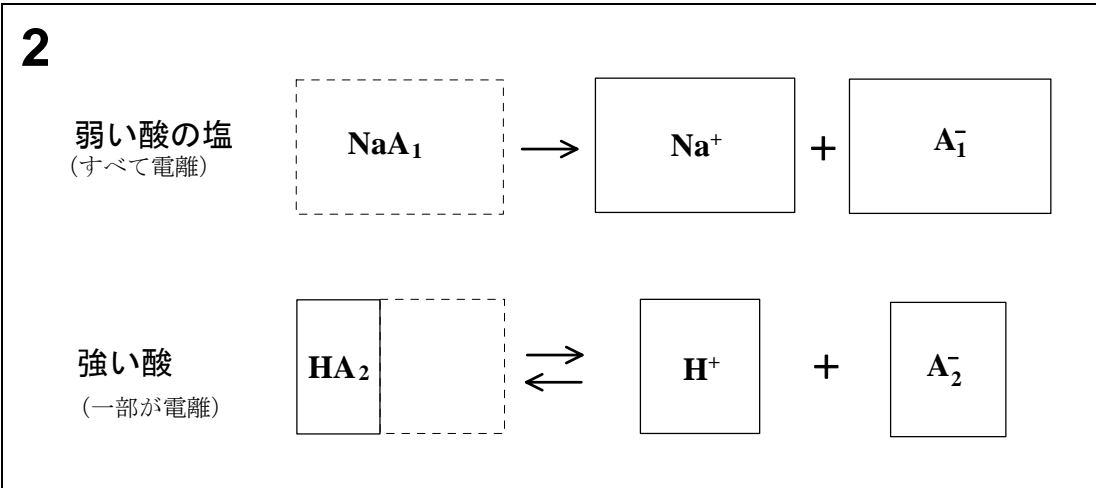 2
弱い酸の塩 NaA₁ → Na⁺ + A₁⁻
(すべて電離)
強い酸 HA₂ ⇄ H⁺ + A₂⁻
(一部が電離)